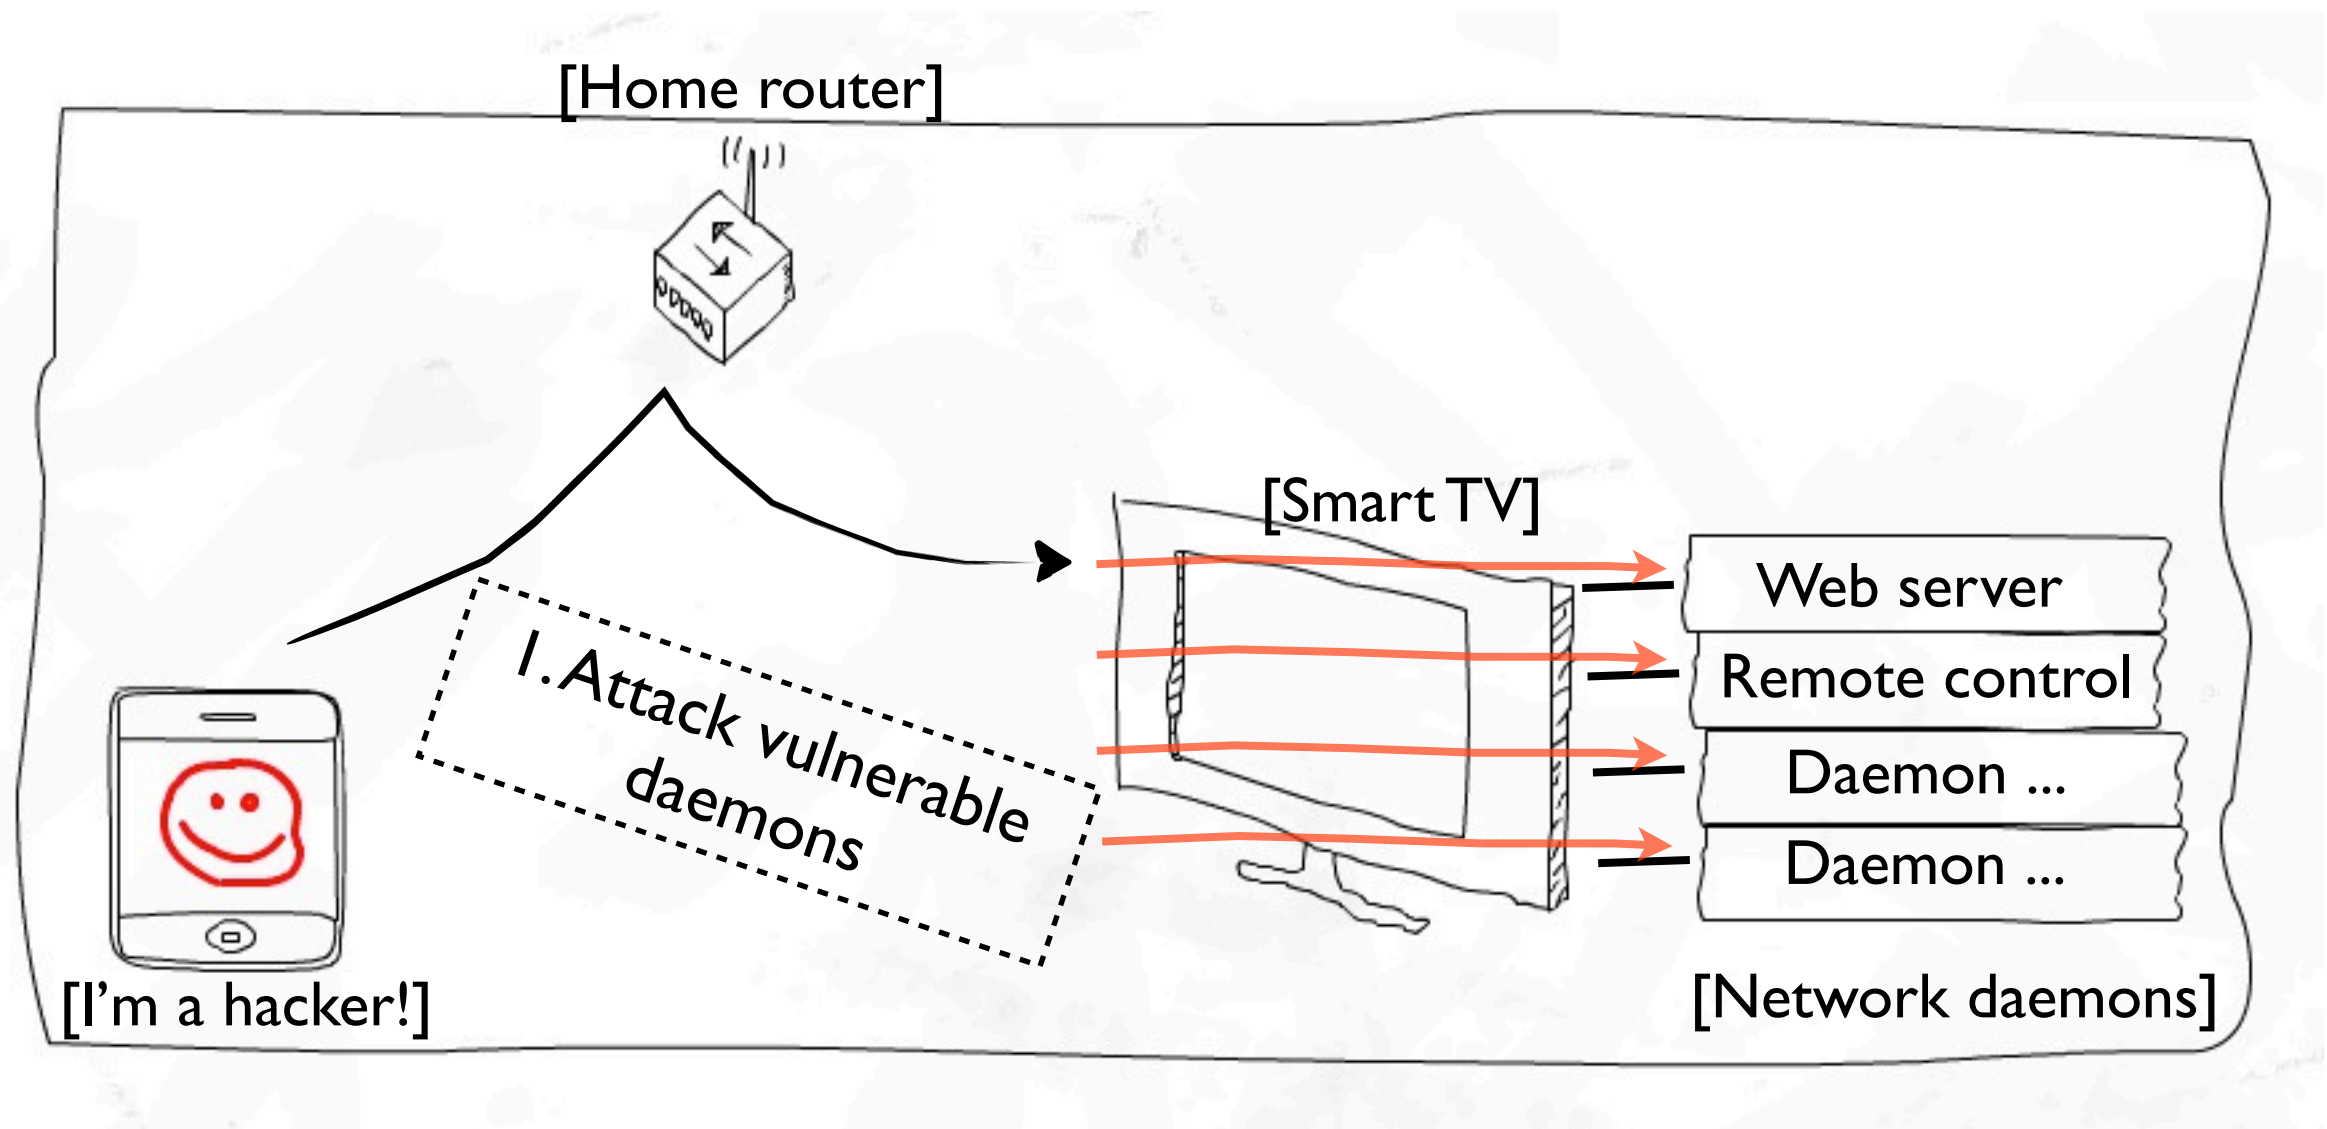 [Home router]
[Smart TV]
1. Attack vulnerable
daemons
Web server
Remote control
Daemon ...
Daemon ...
[I'm a hacker!]
[Network daemons]